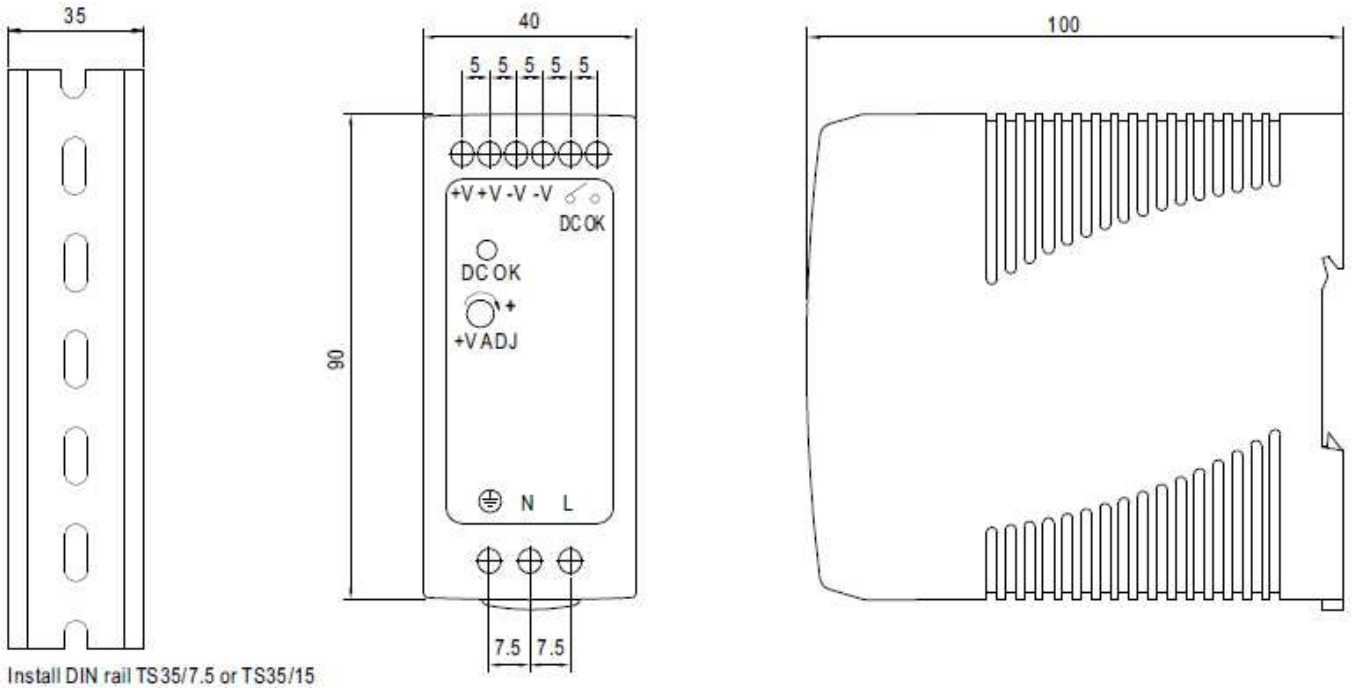 35
40
100
5 5 5 5 5
+V +V -V -V
DC OK
DC OK
+
+V ADJ
90
N L
7.5 7.5
Install DIN rail TS35/7.5 or TS35/15